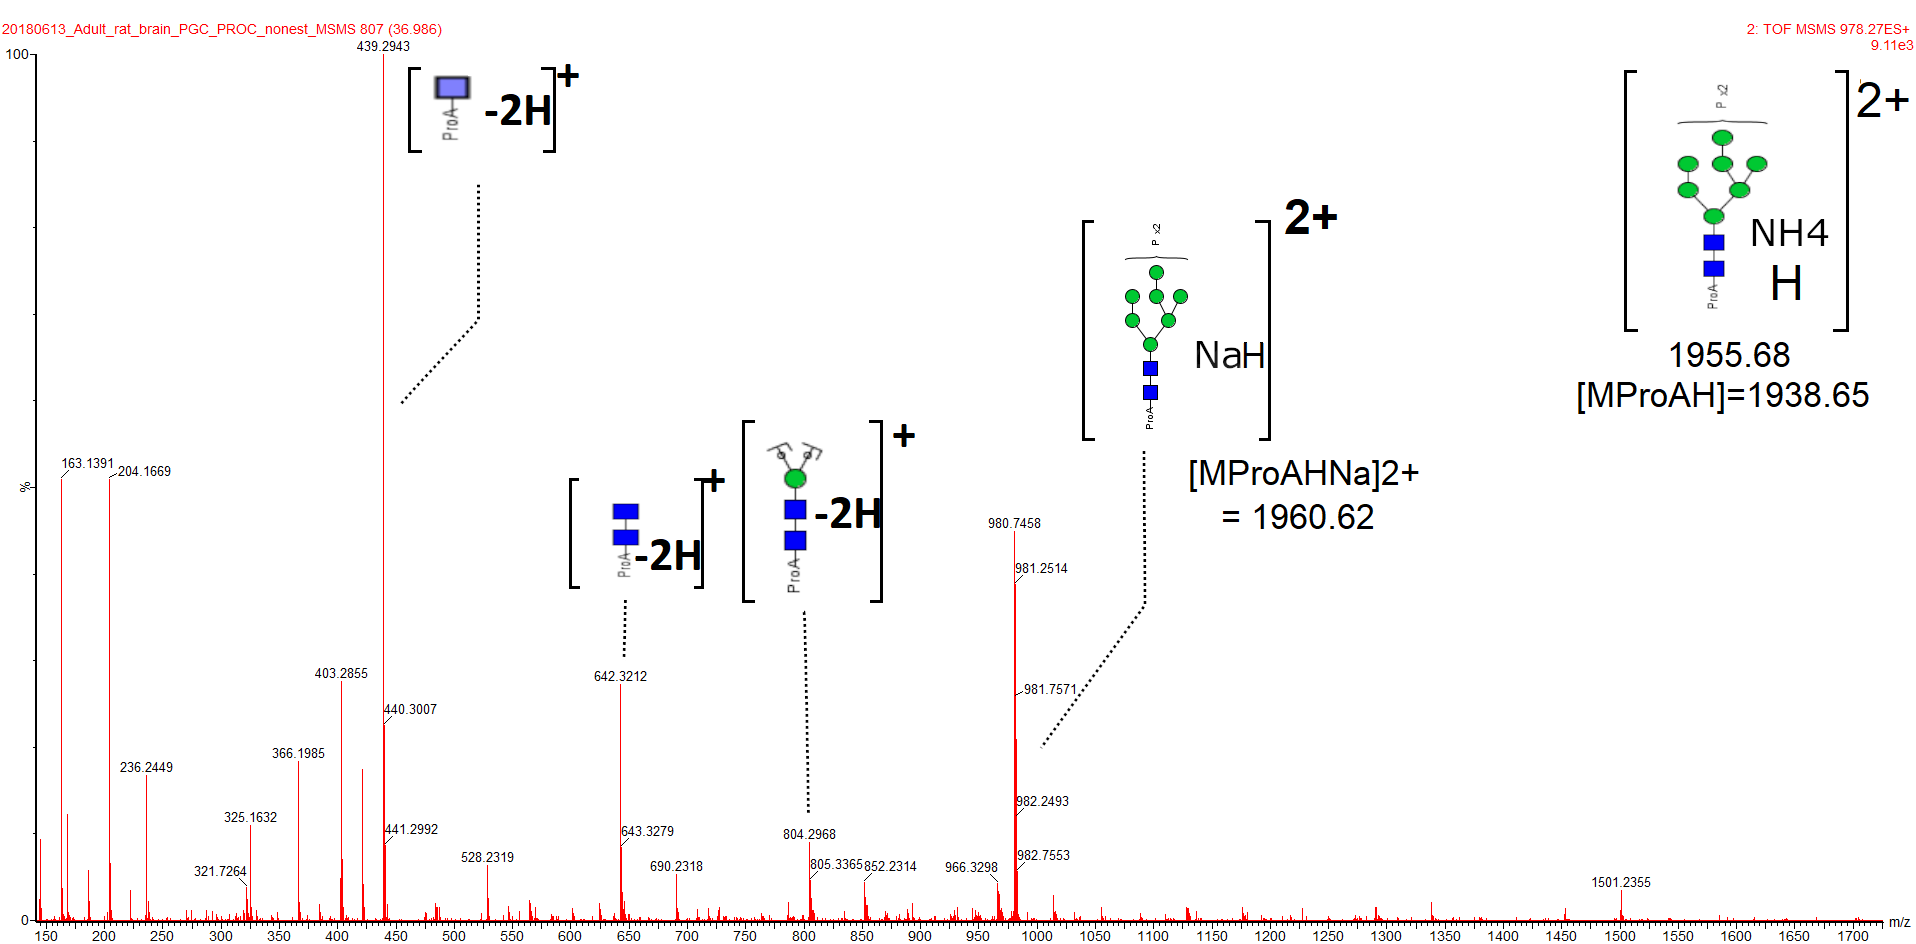 20180613_Adult_rat_brain_PGC_PROC_nonest_MSMS 807 (36.986)
2: TOF MSMS 978.27ES+
9.11e3
100
%
0
439.2943
163.1391
204.1669
403.2855
440.3007
366.1985
236.2449
325.1632
441.2992
321.7264
528.2319
642.3212
643.3279
690.2318
804.2968
805.3365
852.2314
966.3298
980.7458
981.2514
981.7571
982.2493
982.7553
1501.2355
ProA
-2H
+
ProA
-2H
+
ProA
-2H
+
P x2
ProA
NaH
2+
[MProAHNa]2+
= 1960.62
P x2
ProA
NH4
H
2+
1955.68
[MProAH]=1938.65
150 200 250 300 350 400 450 500 550 600 650 700 750 800 850 900 950 1000 1050 1100 1150 1200 1250 1300 1350 1400 1450 1500 1550 1600 1650 1700 m/z